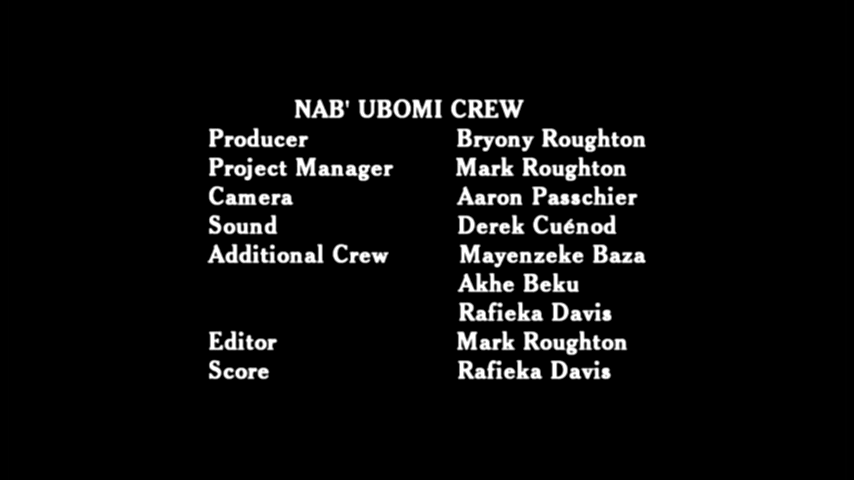 NAB' UBOMI CREW
Producer Bryony Roughton
Project Manager Mark Roughton
Camera Aaron Passchier
Sound Derek Cuénod
Additional Crew Mayenzeke Baza
Akhe Beku
Rafieka Davis
Editor Mark Roughton
Score Rafieka Davis